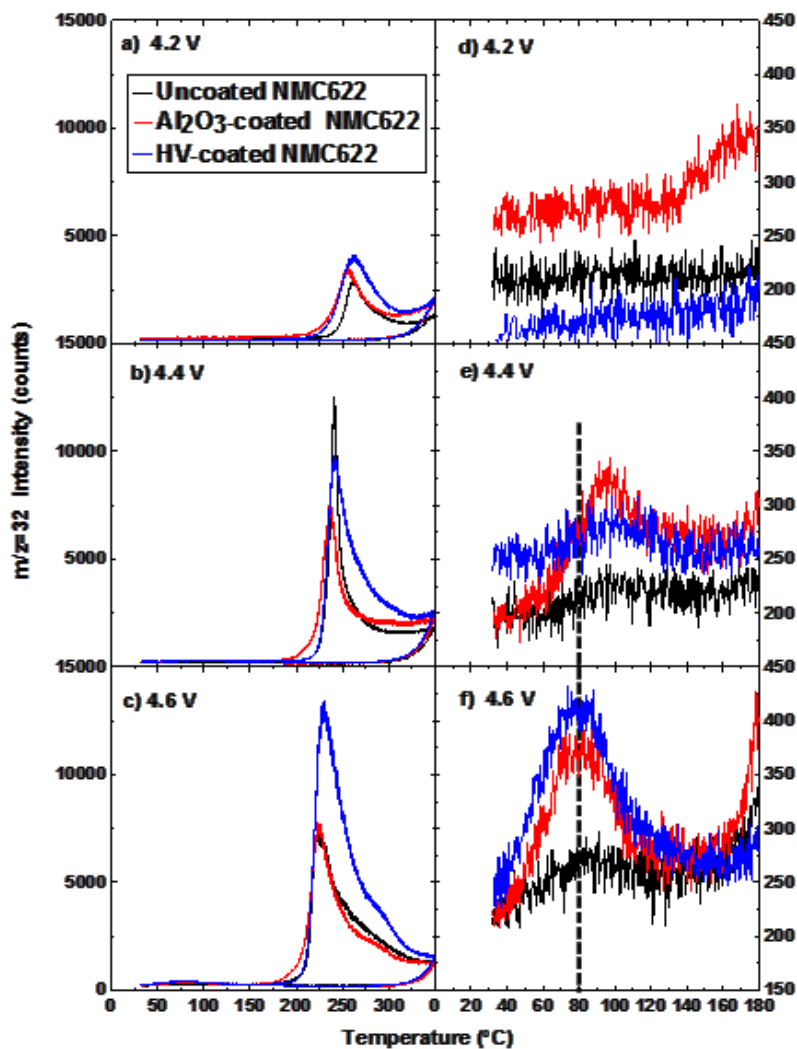 15000
a) 4.2 V
Uncoated NMC622
Al₂O₃-coated NMC622
HV-coated NMC622
10000
5000
d) 4.2 V
450
400
350
300
250
200
15000
b) 4.4 V
10000
5000
450
e) 4.4 V
400
350
300
250
200
15000
c) 4.6 V
10000
5000
0
450
f) 4.6 V
400
350
300
250
200
150
m/z=32 Intensity (counts)
0 50 100 150 200 250 300 0 40 60 80 100 120 140 160 180
Temperature (ºC)